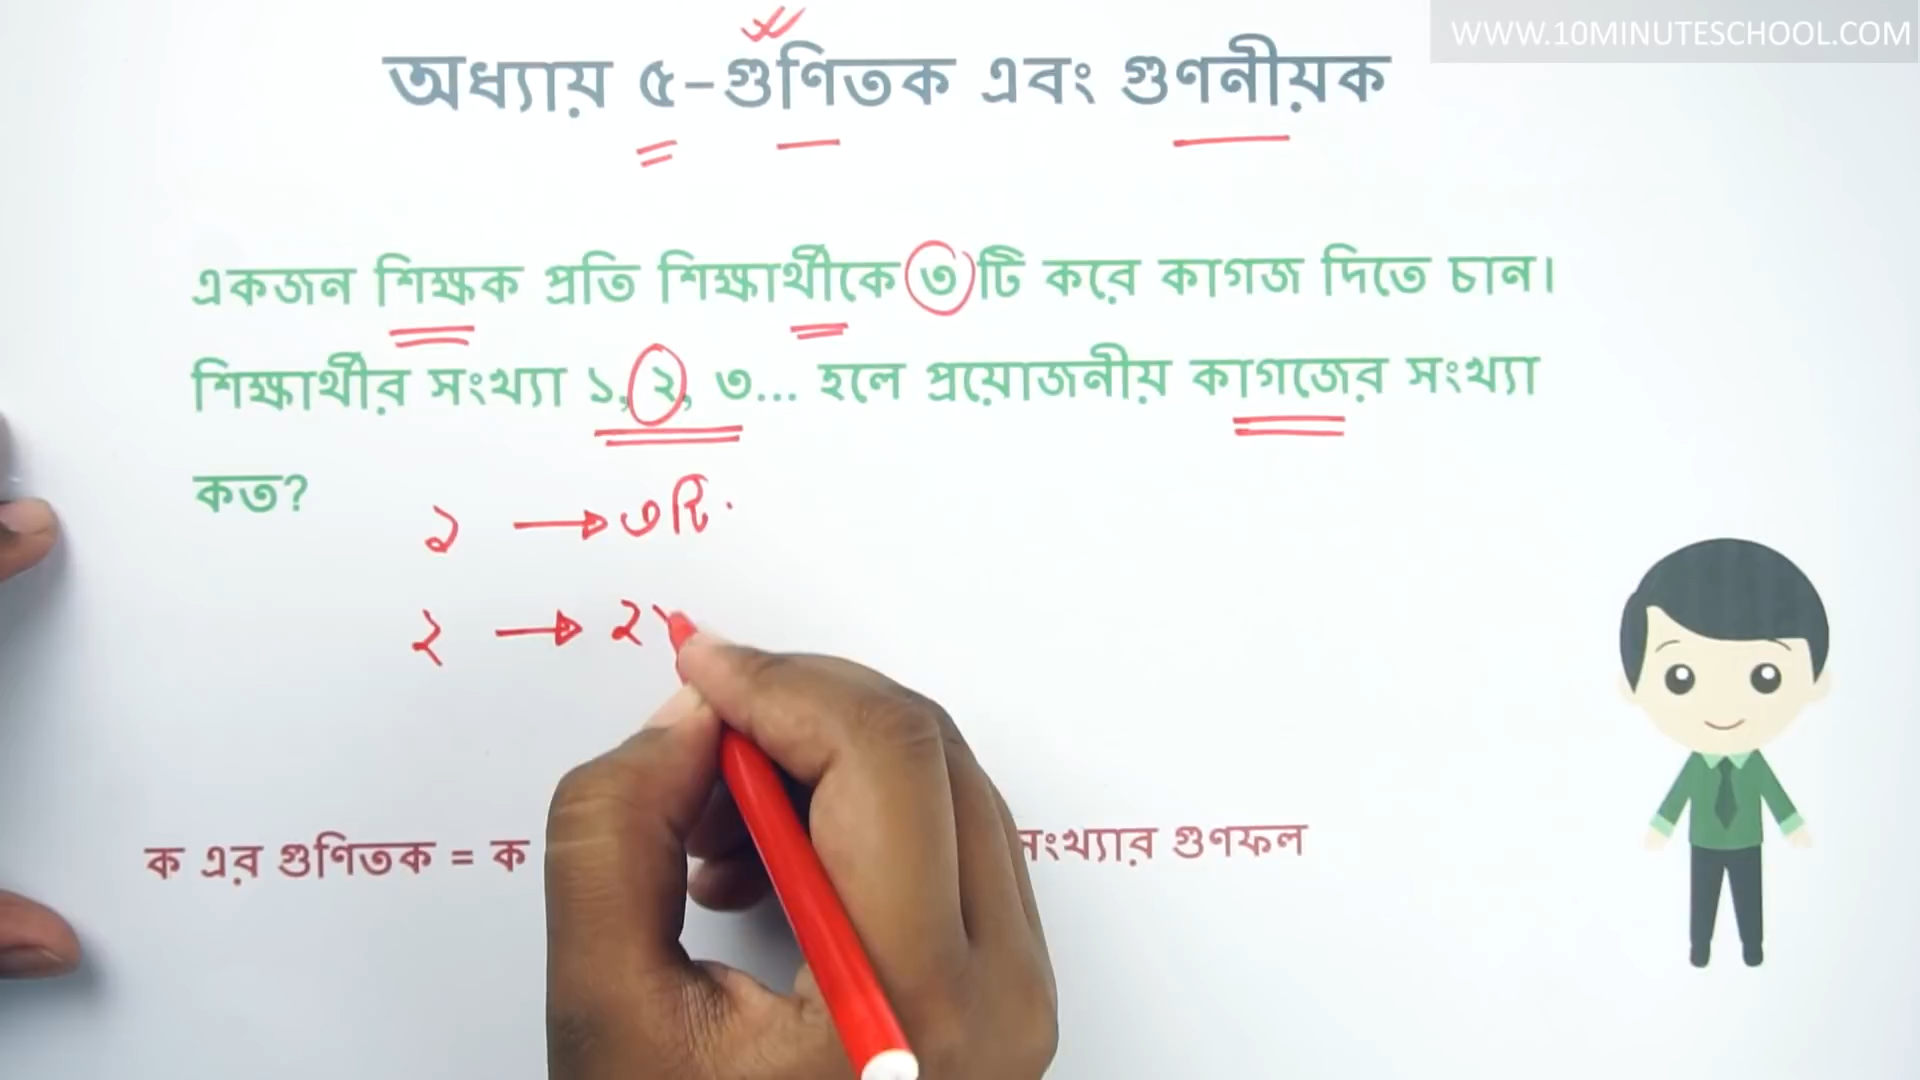 WWW.10MINUTESCHOOL.COM
অধ্যায় ৫-গুণিতক এবং গুণনীয়ক
একজন শিক্ষক প্রতি শিক্ষার্থীকে ৩টি করে কাগজ দিতে চান।
শিক্ষার্থীর সংখ্যা ১, ২, ৩... হলে প্রয়োজনীয় কাগজের সংখ্যা
কত?
১ → ৩টি.
২ → ২
ক এর গুণিতক = ক সংখ্যার গুণফল